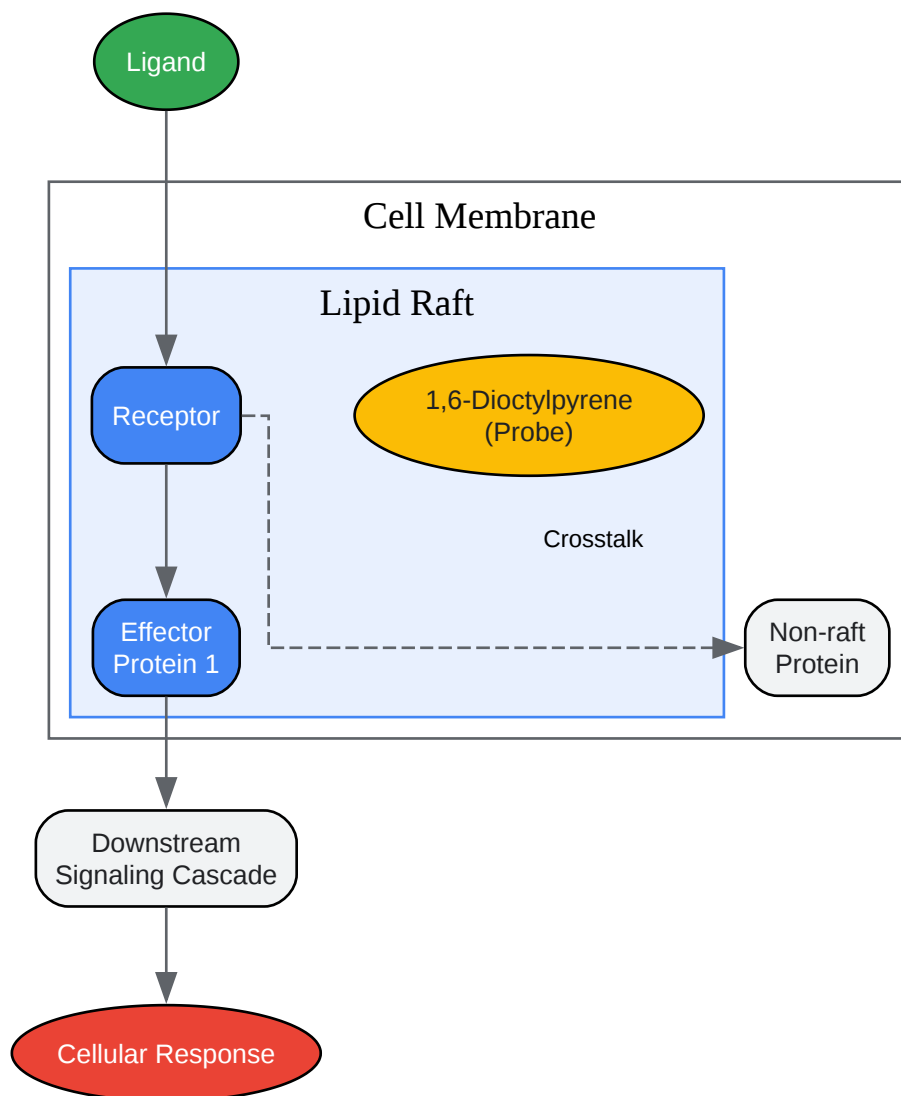 Ligand
Cell Membrane
Lipid Raft
Receptor
1,6-Dioctylpyrene
(Probe)
Crosstalk
Effector
Protein 1
Non-raft
Protein
Downstream
Signaling Cascade
Cellular Response